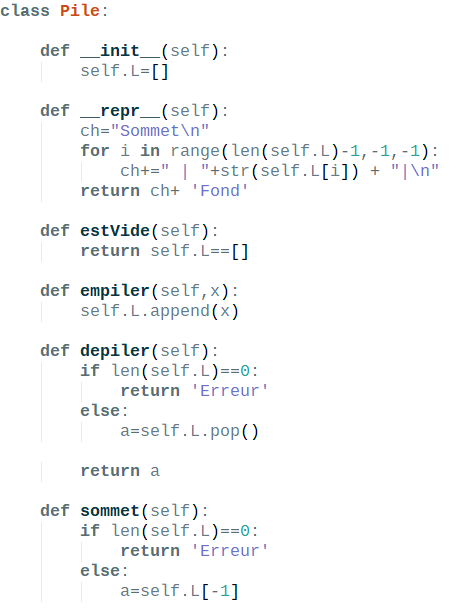 class Pile:
    def __init__(self):
        self.L=[]
    def __repr__(self):
        ch="Sommet\n"
        for i in range(len(self.L)-1,-1,-1):
            ch+=" | "+str(self.L[i]) + "|\n"
        return ch+ 'Fond'
    def estVide(self):
        return self.L==[]
    def empiler(self,x):
        self.L.append(x)
    def depiler(self):
        if len(self.L)==0:
            return 'Erreur'
        else:
            a=self.L.pop()
        return a
    def sommet(self):
        if len(self.L)==0:
            return 'Erreur'
        else:
            a=self.L[-1]